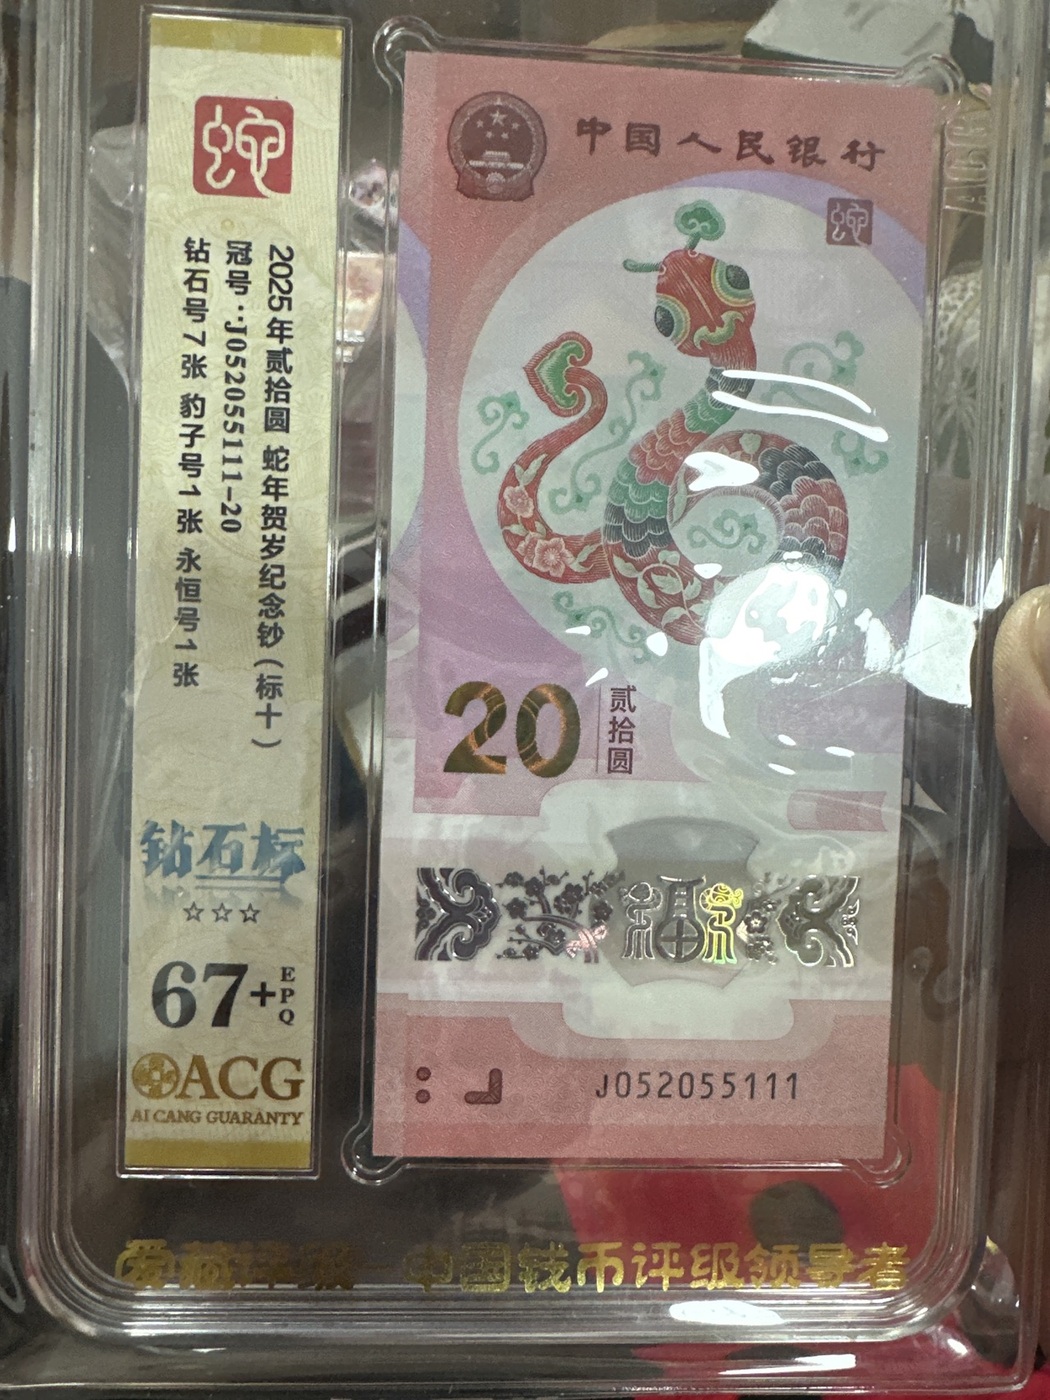 蛇
2025年贰拾圆 蛇年贺岁纪念钞(标十)
冠号:J052055111-20
钻石号7张 豹子号1张 永恒号1张
钻石标
☆☆☆
67+EPQ
ACG
AI CANG GUARANTY
中国人民银行
蛇
20
贰拾圆
福
J052055111
爱藏评级 中国钱币评级领导者
ACG